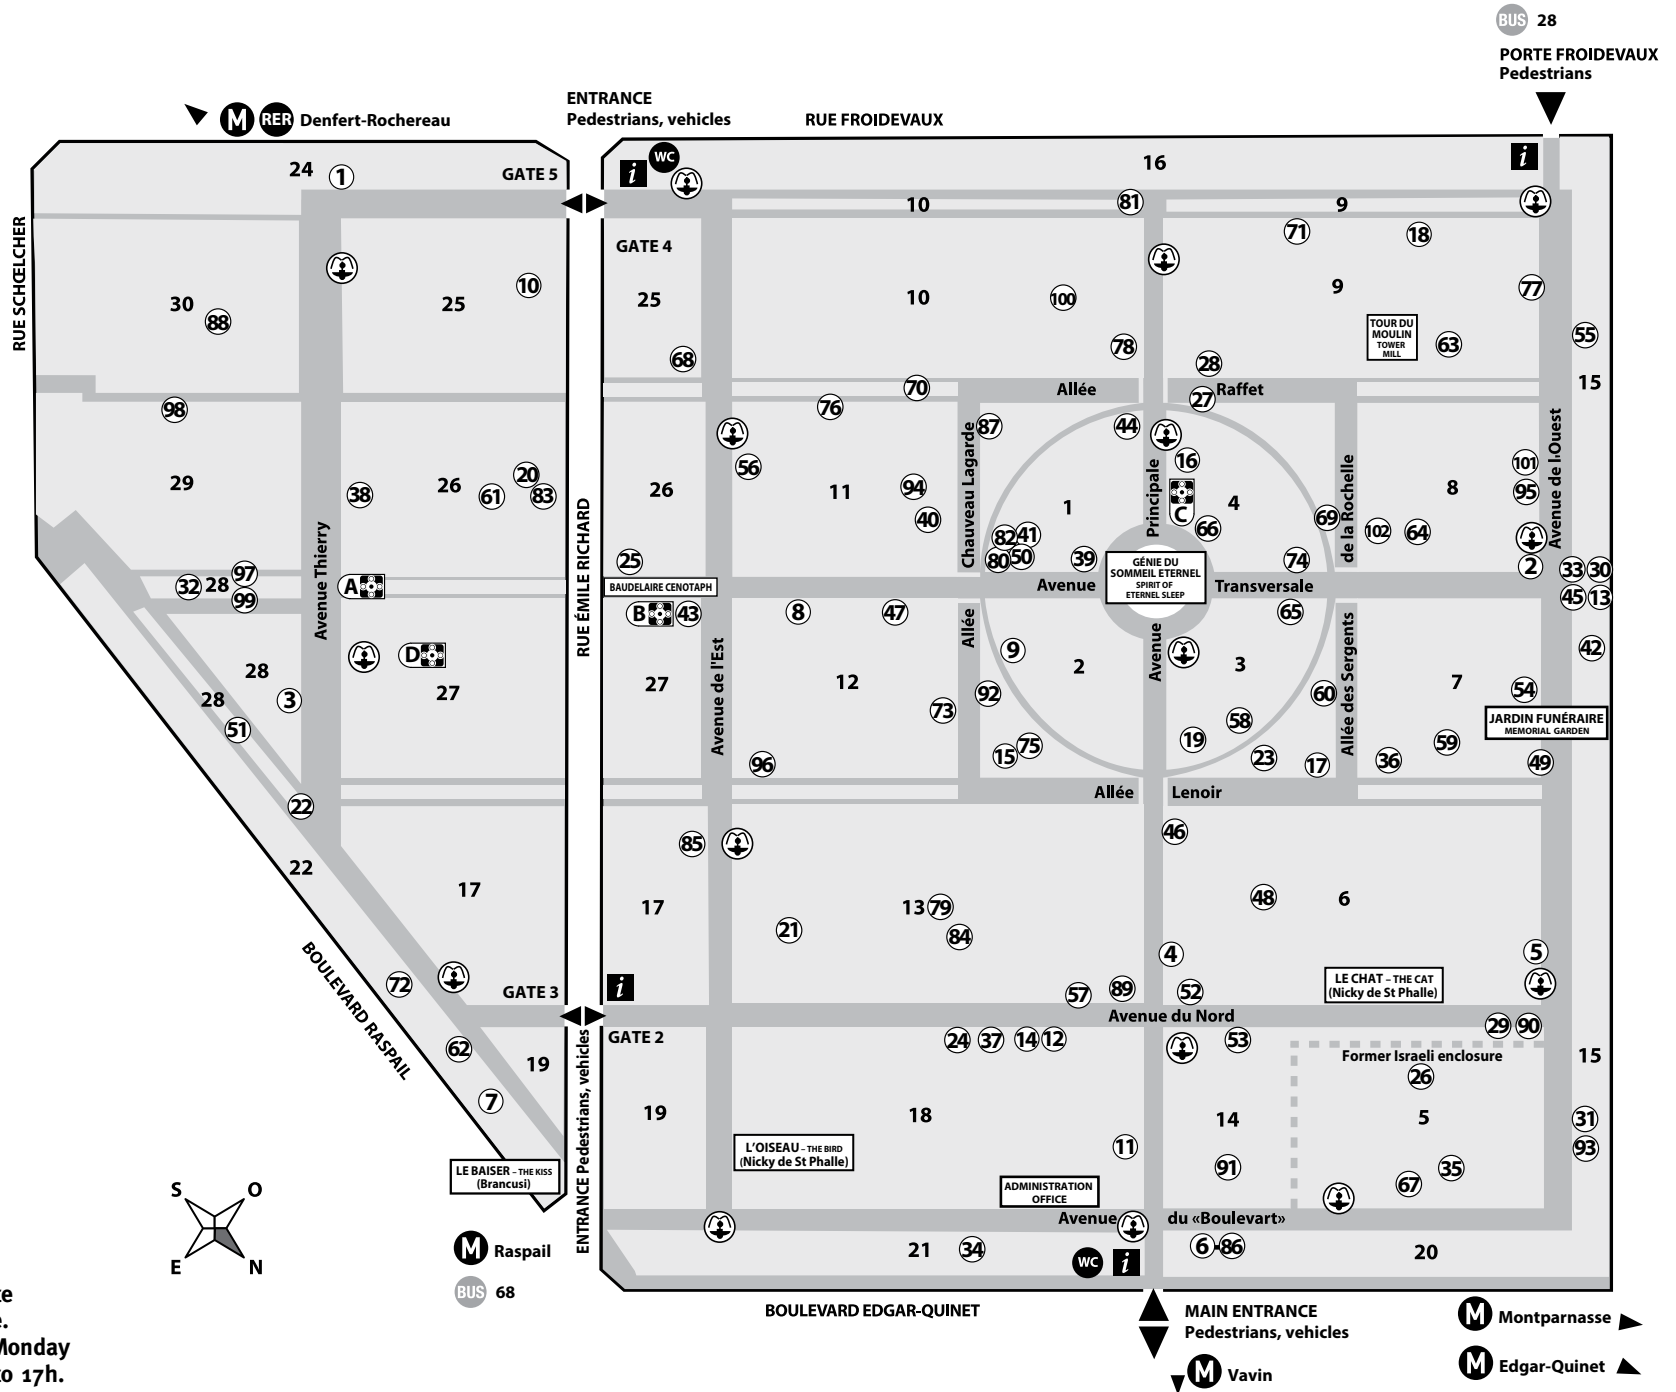 BUS 28
PORTE FROIDEVAUX
Pedestrians
M RER Denfert-Rochereau
ENTRANCE
Pedestrians, vehicles
RUE FROIDEVAUX
24 1 GATE 5
i WC
16
i
10 81 9
RUE SCHŒLCHER
GATE 4
71 18
30 88 25 10
25
10 100 9 77
TOUR DU
MOULIN
TOWER
MILL
63 55
68 78 28
15
70 Allée Raffet
98 76 27
87 44
56 16
29 38 26 61 20 83
26 11 94 40
Chauveau Lagarde
1 Principale 4
C 66 69
de la Rochelle
8 101 95
102 64
Avenue de l'Ouest
82 41
80 50 39 74
25
2 33 30
45 13
97
32 28
99
Avenue Thierry
A
RUE ÉMILE RICHARD
BAUDELAIRE CENOTAPH
Avenue
GÉNIE DU
SOMMEIL ETERNEL
SPIRIT OF
ETERNEL SLEEP
Transversale
B 43 8 47 65
D
Avenue de l'Est
Allée
9 Avenue
42
28 3
28 51
27 27
12 73 92
2 3
60
Allée des Sergents
7 54
JARDIN FUNÉRAIRE
MEMORIAL GARDEN
58 19 23 17
36 59 49
15 75
96
Allée Lenoir
22
22
85 46
17 17
21 13 79
84
48 6
4 5
BOULEVARD RASPAIL
72 GATE 3
i
57 89 52
LE CHAT – THE CAT
(Nicky de St Phalle)
Avenue du Nord
GATE 2
62 19
24 37 14 12 53
29 90
Former Israeli enclosure
26
15
7
19 18 14 5
31
93
11 91 67 35
L'OISEAU – THE BIRD
(Nicky de St Phalle)
LE BAISER – THE KISS
(Brancusi)
ENTRANCE Pedestrians, vehicles
ADMINISTRATION
OFFICE
Avenue du «Boulevart»
S O
E N
M Raspail
BUS 68
21 34
WC i
6-86 20
BOULEVARD EDGAR-QUINET
MAIN ENTRANCE
Pedestrians, vehicles
M Vavin
M Montparnasse
M Edgar-Quinet
Monday
to 17h.